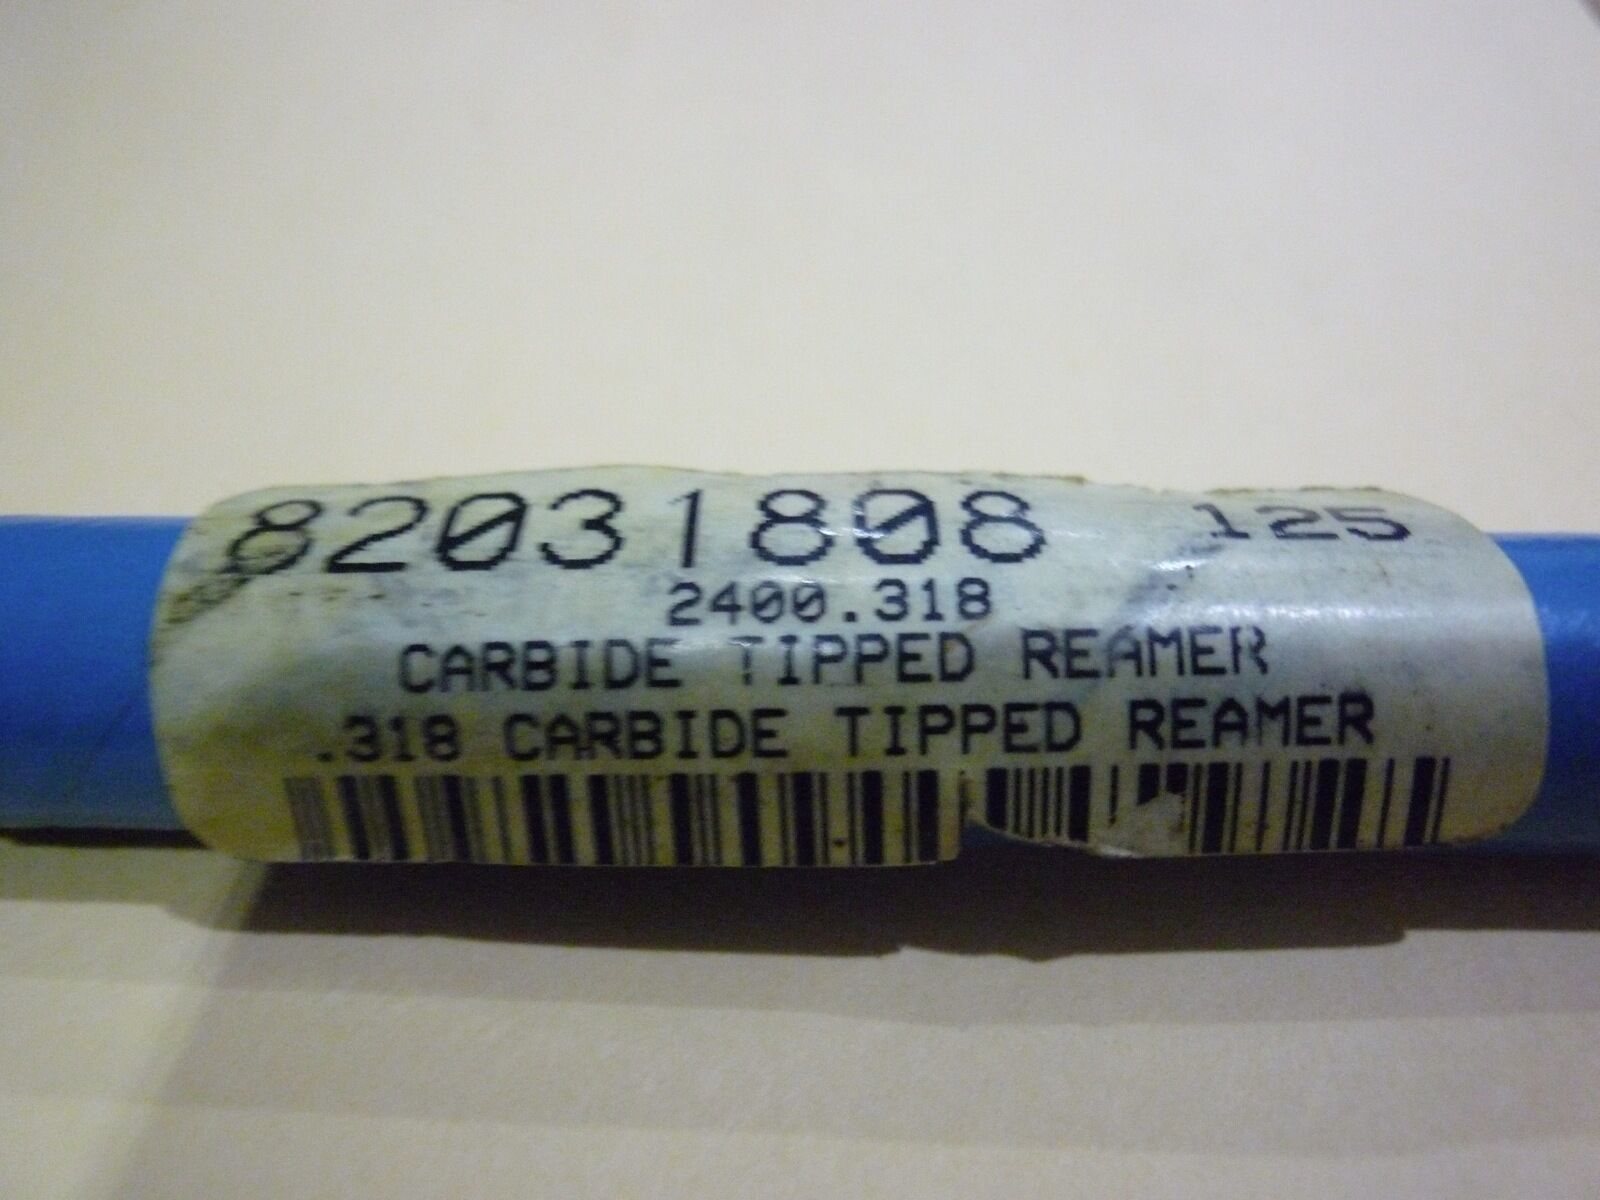 82031808 125
2400.318
CARBIDE TIPPED REAMER
.318 CARBIDE TIPPED REAMER